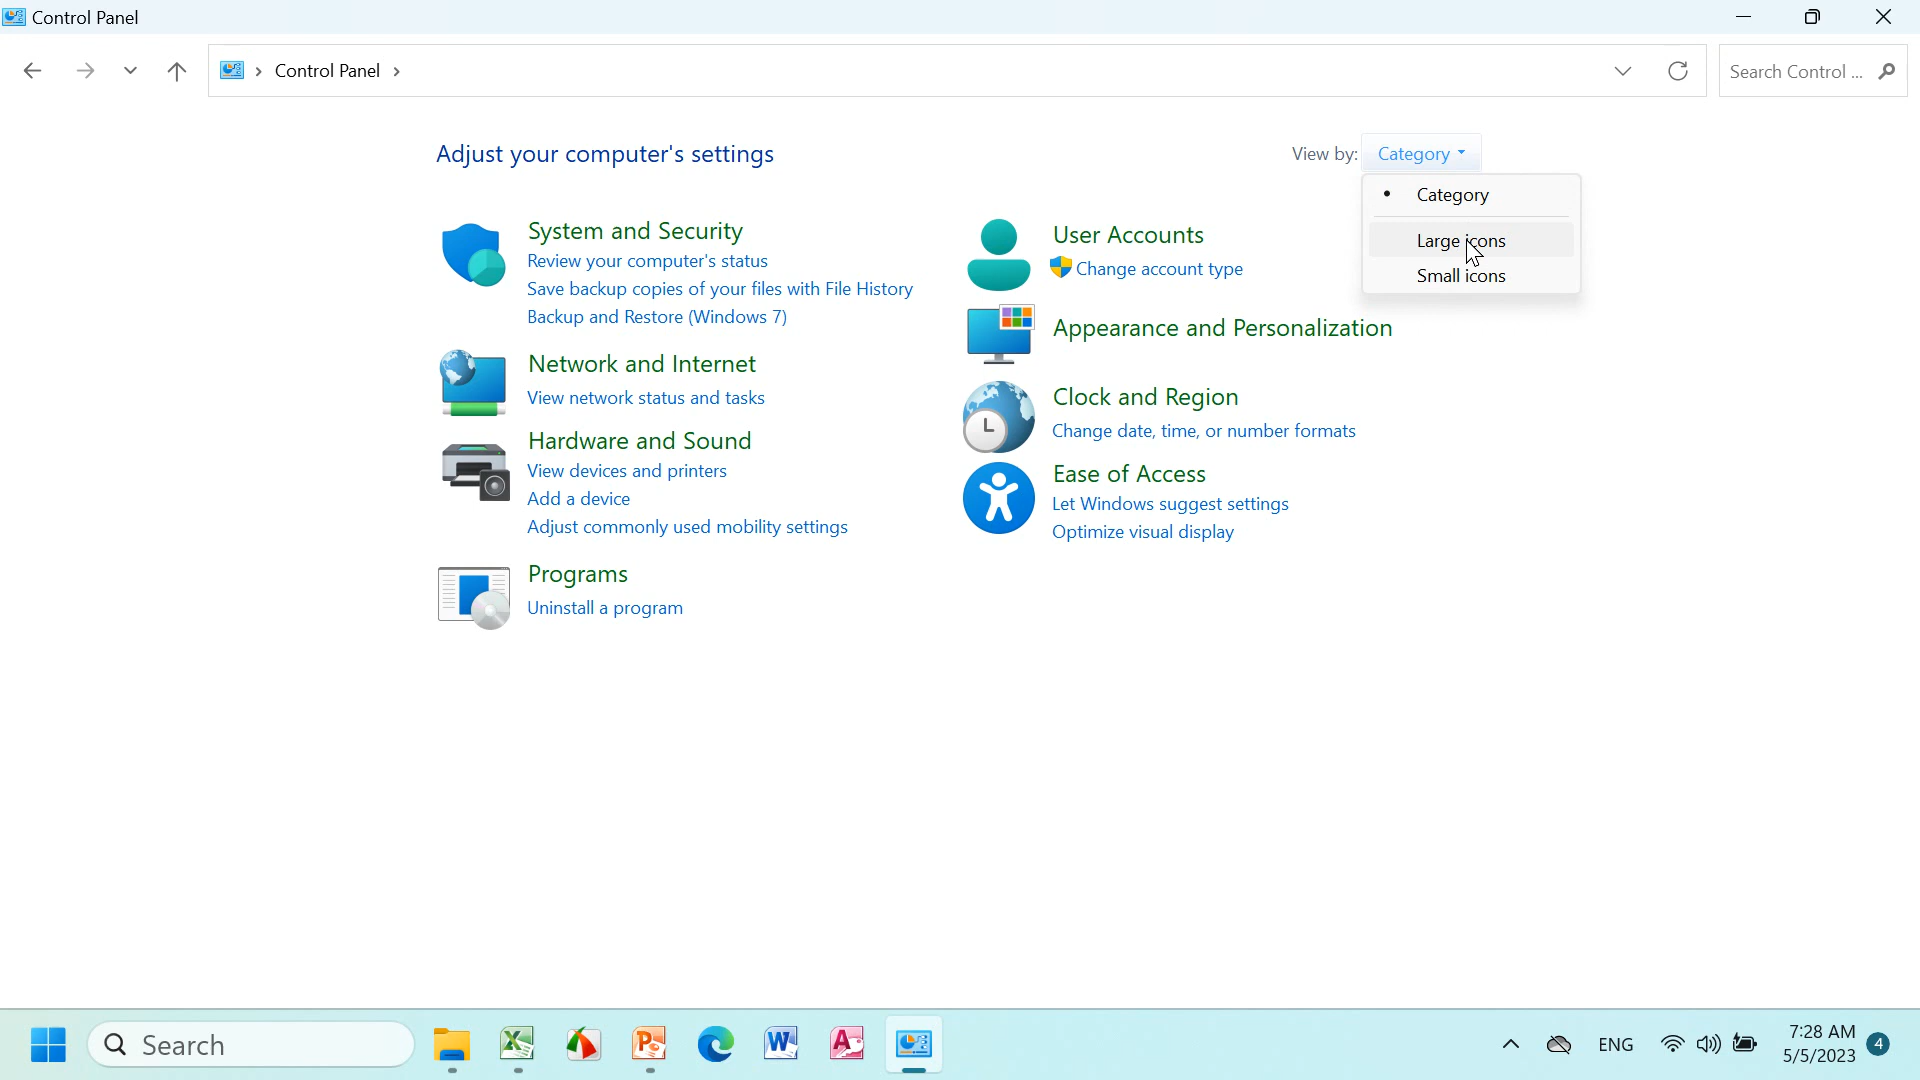 Control Panel
Control Panel
Search Control ...
Adjust your computer's settings
View by: Category
Category
Large icons
Small icons
System and Security
Review your computer's status
Save backup copies of your files with File History
Backup and Restore (Windows 7)
Network and Internet
View network status and tasks
Hardware and Sound
View devices and printers
Add a device
Adjust commonly used mobility settings
Programs
Uninstall a program
User Accounts
Change account type
Appearance and Personalization
Clock and Region
Change date, time, or number formats
Ease of Access
Let Windows suggest settings
Optimize visual display
Search
ENG
7:28 AM
5/5/2023
4